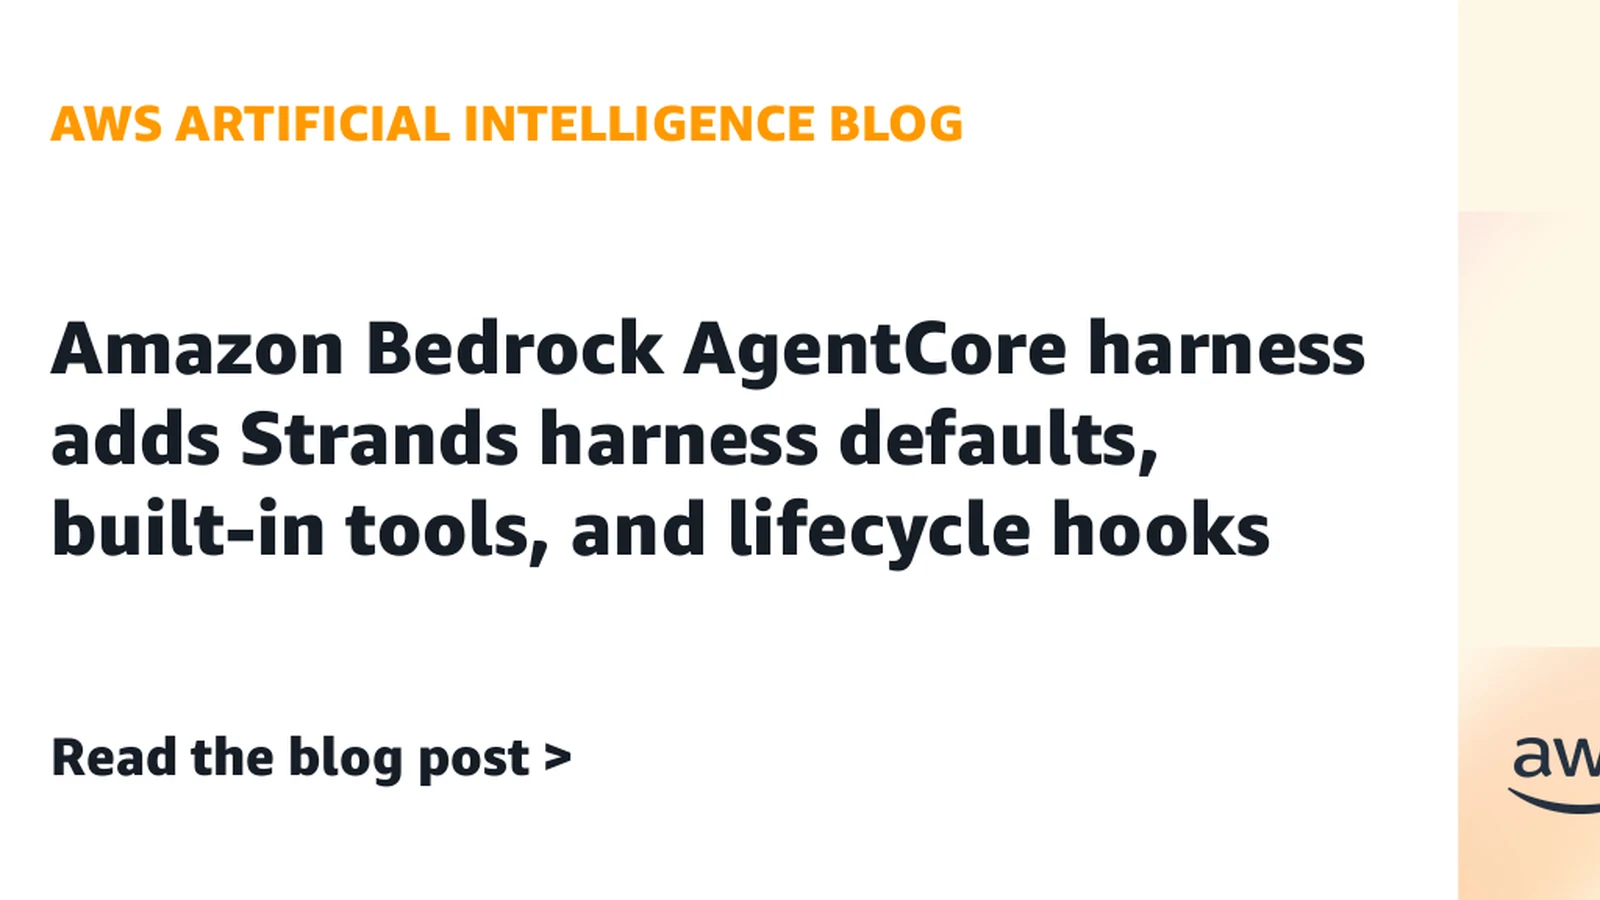 AWS ARTIFICIAL INTELLIGENCE BLOG
Amazon Bedrock AgentCore harness
adds Strands harness defaults,
built-in tools, and lifecycle hooks
Read the blog post >
aw